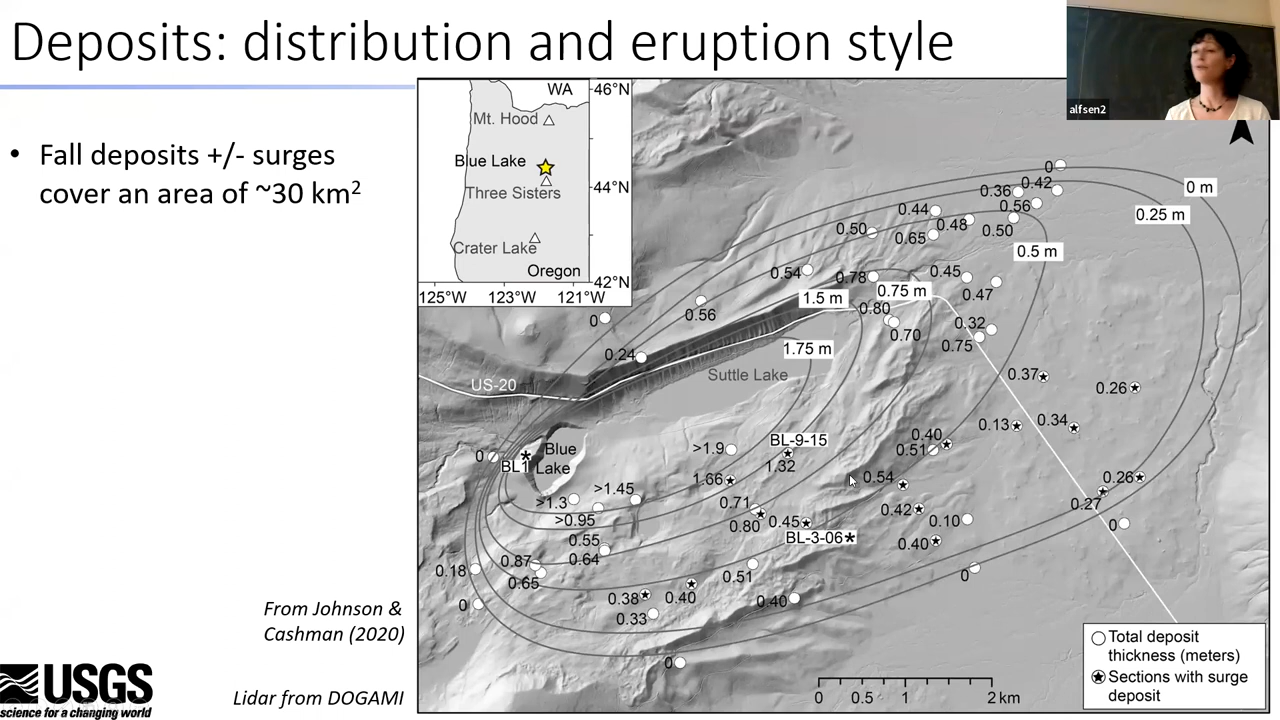 Deposits: distribution and eruption style
alfsen2
• Fall deposits +/- surges
cover an area of ~30 km²
WA
46°N
Mt. Hood
Blue Lake
44°N
Three Sisters
Crater Lake
Oregon
42°N
125°W 123°W 121°W
0
0.42
0.36
0 m
0.56
0.25 m
0.44
0.48
0.50
0.50
0.65
0.5 m
0.54
0.78
0.45
0.75 m
1.5 m
0.47
0.56
0.80
0
0.70
0.32
0.75
0.24
1.75 m
US-20
Suttle Lake
0.37
0.26
0.13
0.34
0
BL1
Blue
Lake
>1.9
BL-9-15
1.32
0.40
0.51
1.66
0.54
0.26
0.27
>1.3
>1.45
>0.95
0.71
0.80
0.45
0.42
0.10
0
BL-3-06
0.55
0.64
0.40
0.87
0.65
0.18
0.51
0
0
0.38
0.40
0.40
0.33
0
From Johnson &
Cashman (2020)
Lidar from DOGAMI
USGS
science for a changing world
0 0.5 1 2 km
Total deposit
thickness (meters)
Sections with surge
deposit